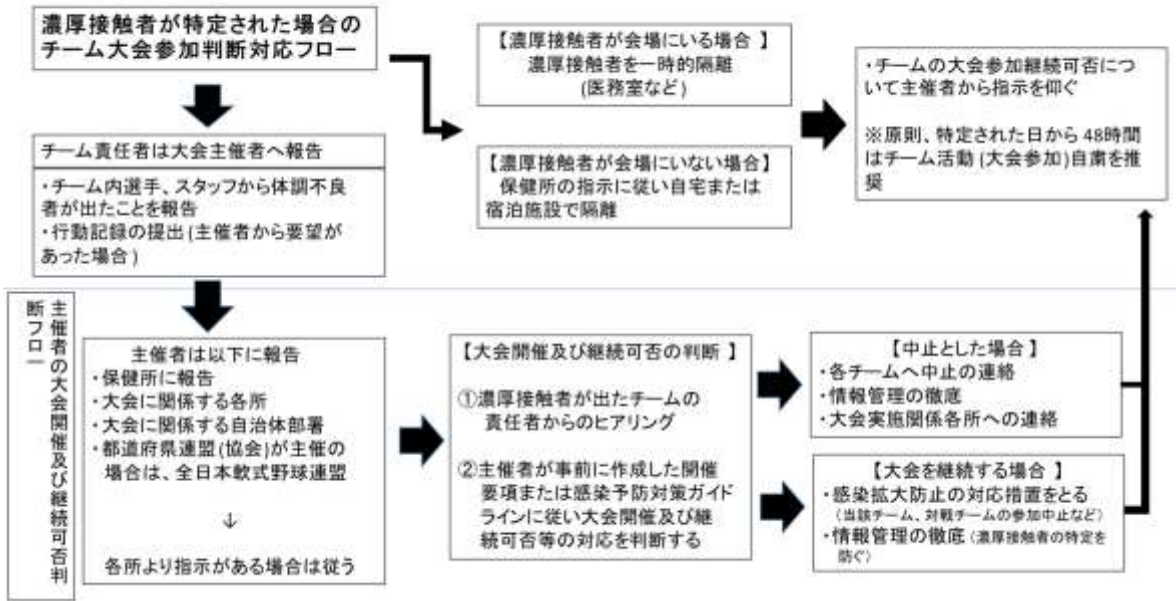 濃厚接触者が特定された場合の
チーム大会参加判断対応フロー
【濃厚接触者が会場にいる場合 】
濃厚接触者を一時的隔離
(医務室など)
【濃厚接触者が会場にいない場合】
保健所の指示に従い自宅または
宿泊施設で隔離
・チームの大会参加継続可否につ
いて主催者から指示を仰ぐ
※原則、特定された日から 48時間
はチーム活動 (大会参加)自粛を推
奨
チーム責任者は大会主催者へ報告
・チーム内選手、スタッフから体調不良
者が出たことを報告
・行動記録の提出 (主催者から要望が
あった場合 )
主催者の大会開催及び継続可否判
断フロー
主催者は以下に報告
・保健所に報告
・大会に関係する各所
・大会に関係する自治体部署
・都道府県連盟 (協会)が主催の
場合は、全日本軟式野球連盟
↓
各所より指示がある場合は従う
【大会開催及び継続可否の判断 】
①濃厚接触者が出たチームの
責任者からのヒアリング
②主催者が事前に作成した開催
要項または感染予防対策ガイド
ラインに従い大会開催及び継
続可否等の対応を判断する
【中止とした場合 】
・各チームへ中止の連絡
・情報管理の徹底
・大会実施関係各所への連絡
【大会を継続する場合 】
・感染拡大防止の対応措置をとる
（当該チーム、対戦チームの参加中止など）
・情報管理の徹底（濃厚接触者の特定を
防ぐ）